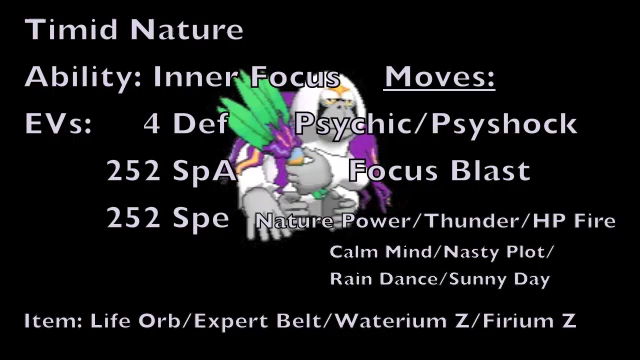 Timid Nature
Ability: Inner Focus
Moves:
EVs: 4 Def
Psychic/Psyshock
252 SpA
Focus Blast
252 Spe
Nature Power/Thunder/HP Fire
Calm Mind/Nasty Plot/
Rain Dance/Sunny Day
Item: Life Orb/Expert Belt/Waterium Z/Firium Z